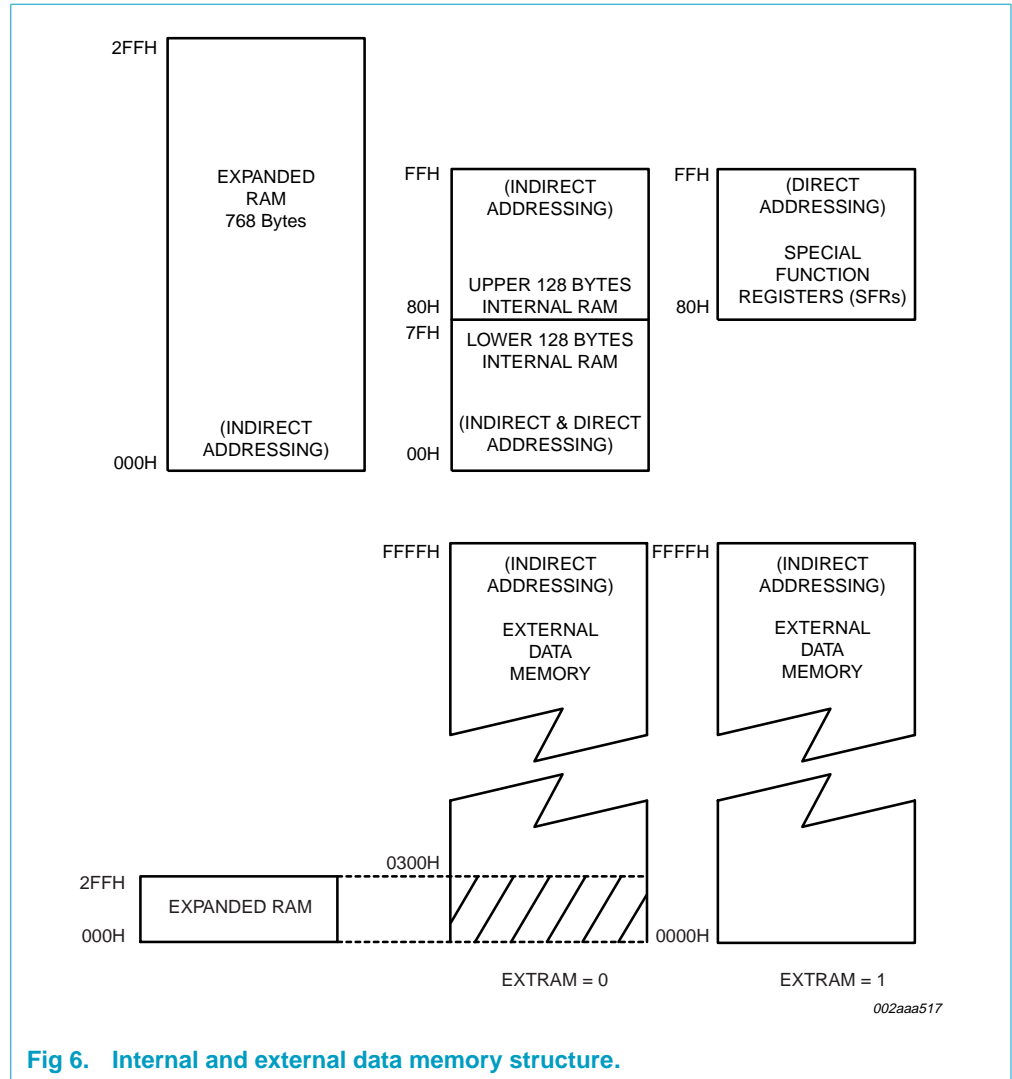 2FFH
EXPANDED
RAM
768 Bytes
(INDIRECT
ADDRESSING)
000H
FFH
(INDIRECT
ADDRESSING)
UPPER 128 BYTES
INTERNAL RAM
80H
7FH
LOWER 128 BYTES
INTERNAL RAM
(INDIRECT & DIRECT
ADDRESSING)
00H
FFH
(DIRECT
ADDRESSING)
SPECIAL
FUNCTION
REGISTERS (SFRs)
80H
FFFFH
(INDIRECT
ADDRESSING)
EXTERNAL
DATA
MEMORY
FFFFH
(INDIRECT
ADDRESSING)
EXTERNAL
DATA
MEMORY
0300H
2FFH
EXPANDED RAM
000H
0000H
EXTRAM = 0
EXTRAM = 1
002aaa517
Fig 6. Internal and external data memory structure.